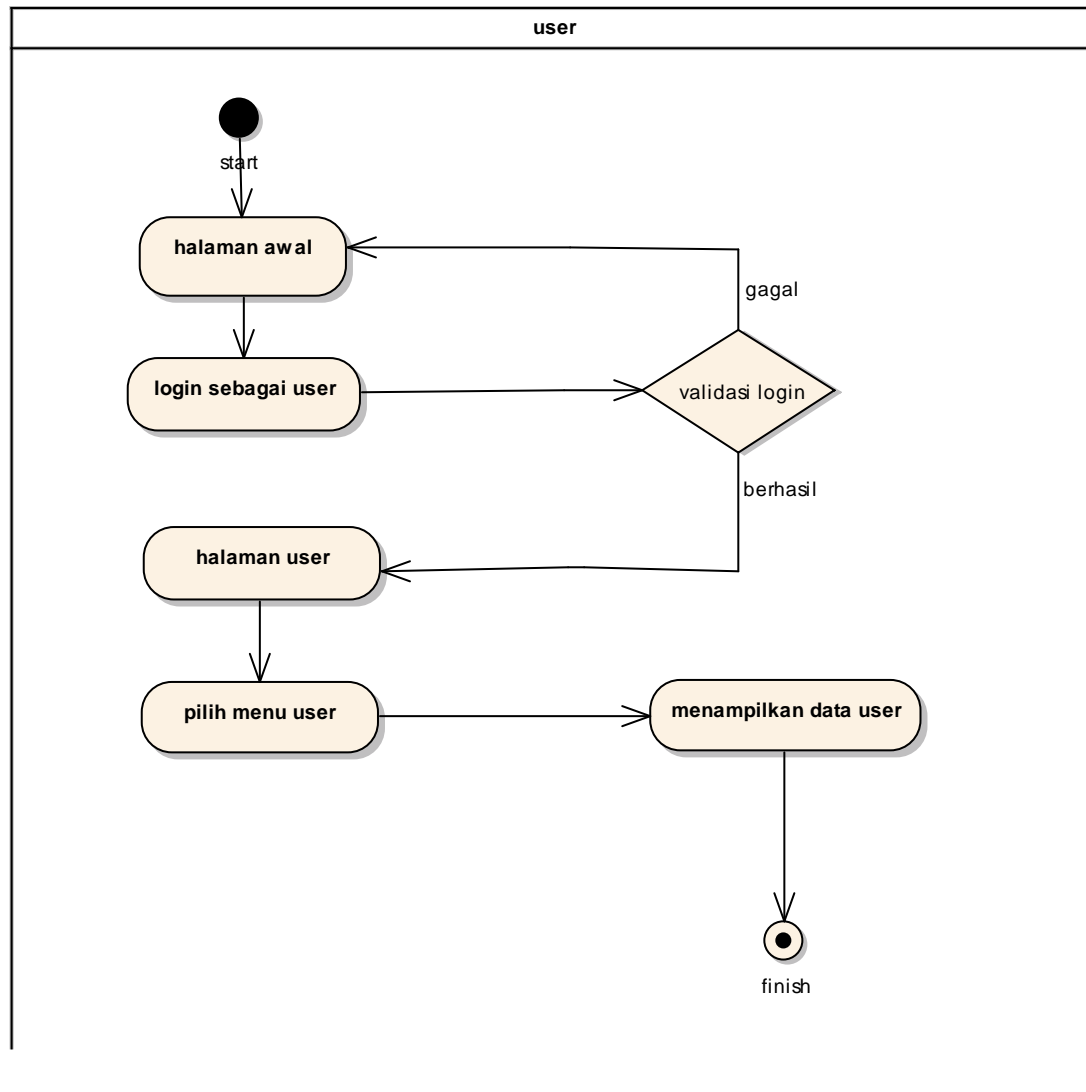 user
start
halaman awal
gagal
login sebagai user
validasi login
berhasil
halaman user
pilih menu user
menampilkan data user
finish